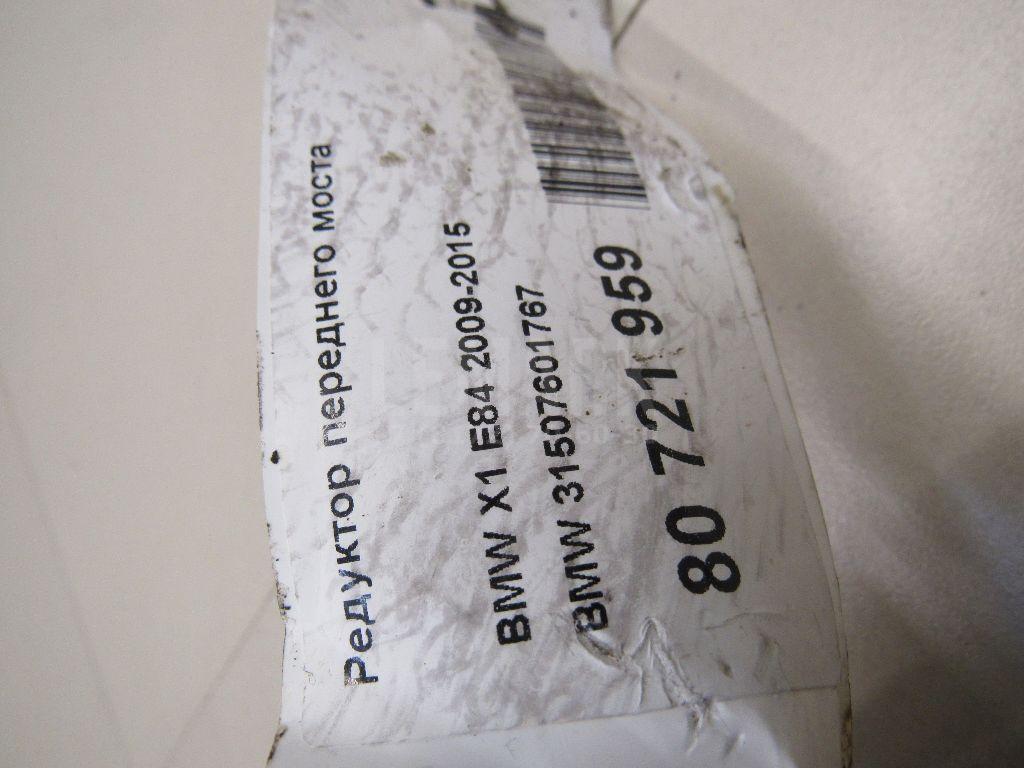 Редуктор переднего моста
BMW X1 E84 2009-2015
BMW 31507601767
80 721 959